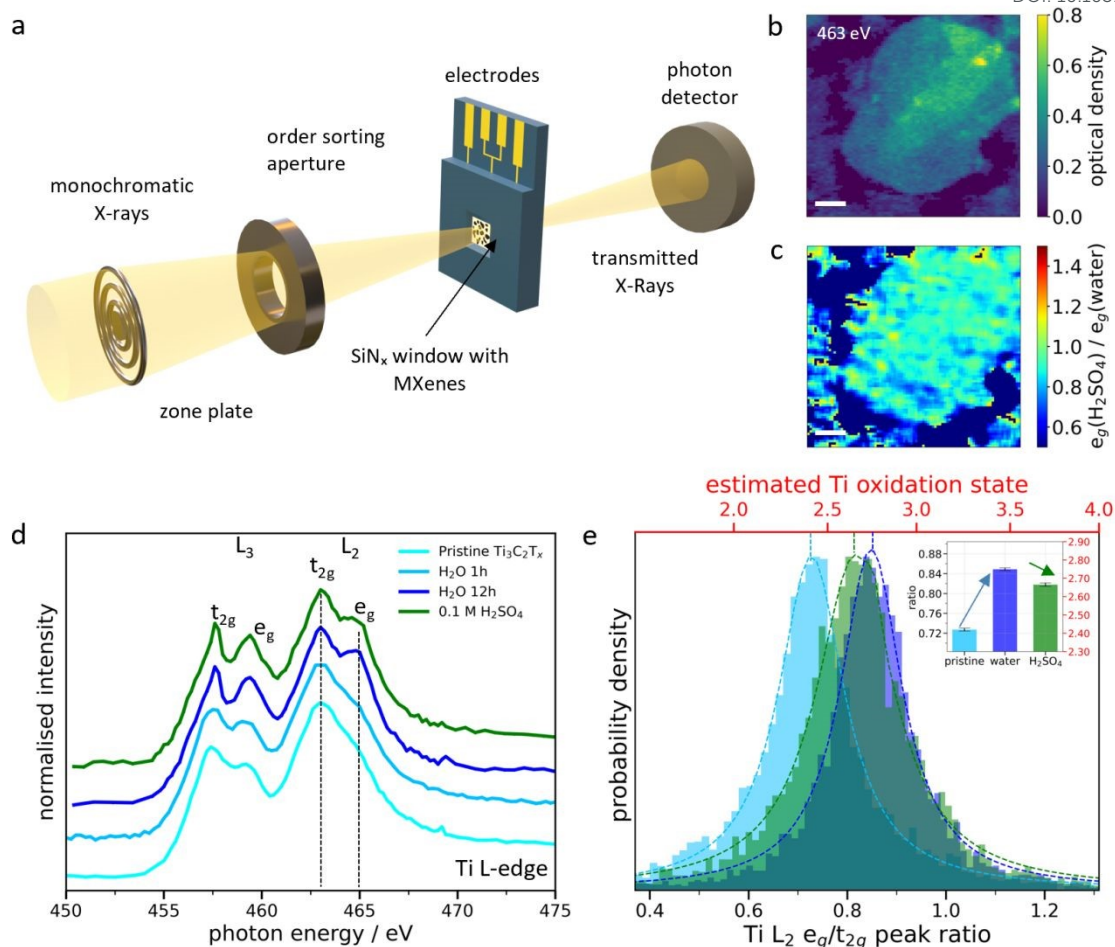 a
electrodes
photon
detector
order sorting
aperture
monochromatic
X-rays
transmitted
X-Rays
SiNₓ window with
MXenes
zone plate
b
463 eV
0.8
0.6
0.4
0.2
0.0
optical density
c
1.4
1.2
1.0
0.8
0.6
e_g(H₂SO₄) / e_g(water)
d
L₃
L₂
t₂g
e_g
t₂g
e_g
Pristine Ti₃C₂Tₓ
H₂O 1h
H₂O 12h
0.1 M H₂SO₄
normalised intensity
Ti L-edge
450 455 460 465 470 475
photon energy / eV
estimated Ti oxidation state
2.0 2.5 3.0 3.5 4.0
e
probability density
ratio
0.88
0.84
0.80
0.76
0.72
2.90
2.80
2.70
2.60
2.50
2.40
2.30
pristine water H₂SO₄
0.4 0.6 0.8 1.0 1.2
Ti L₂ e_g/t₂g peak ratio